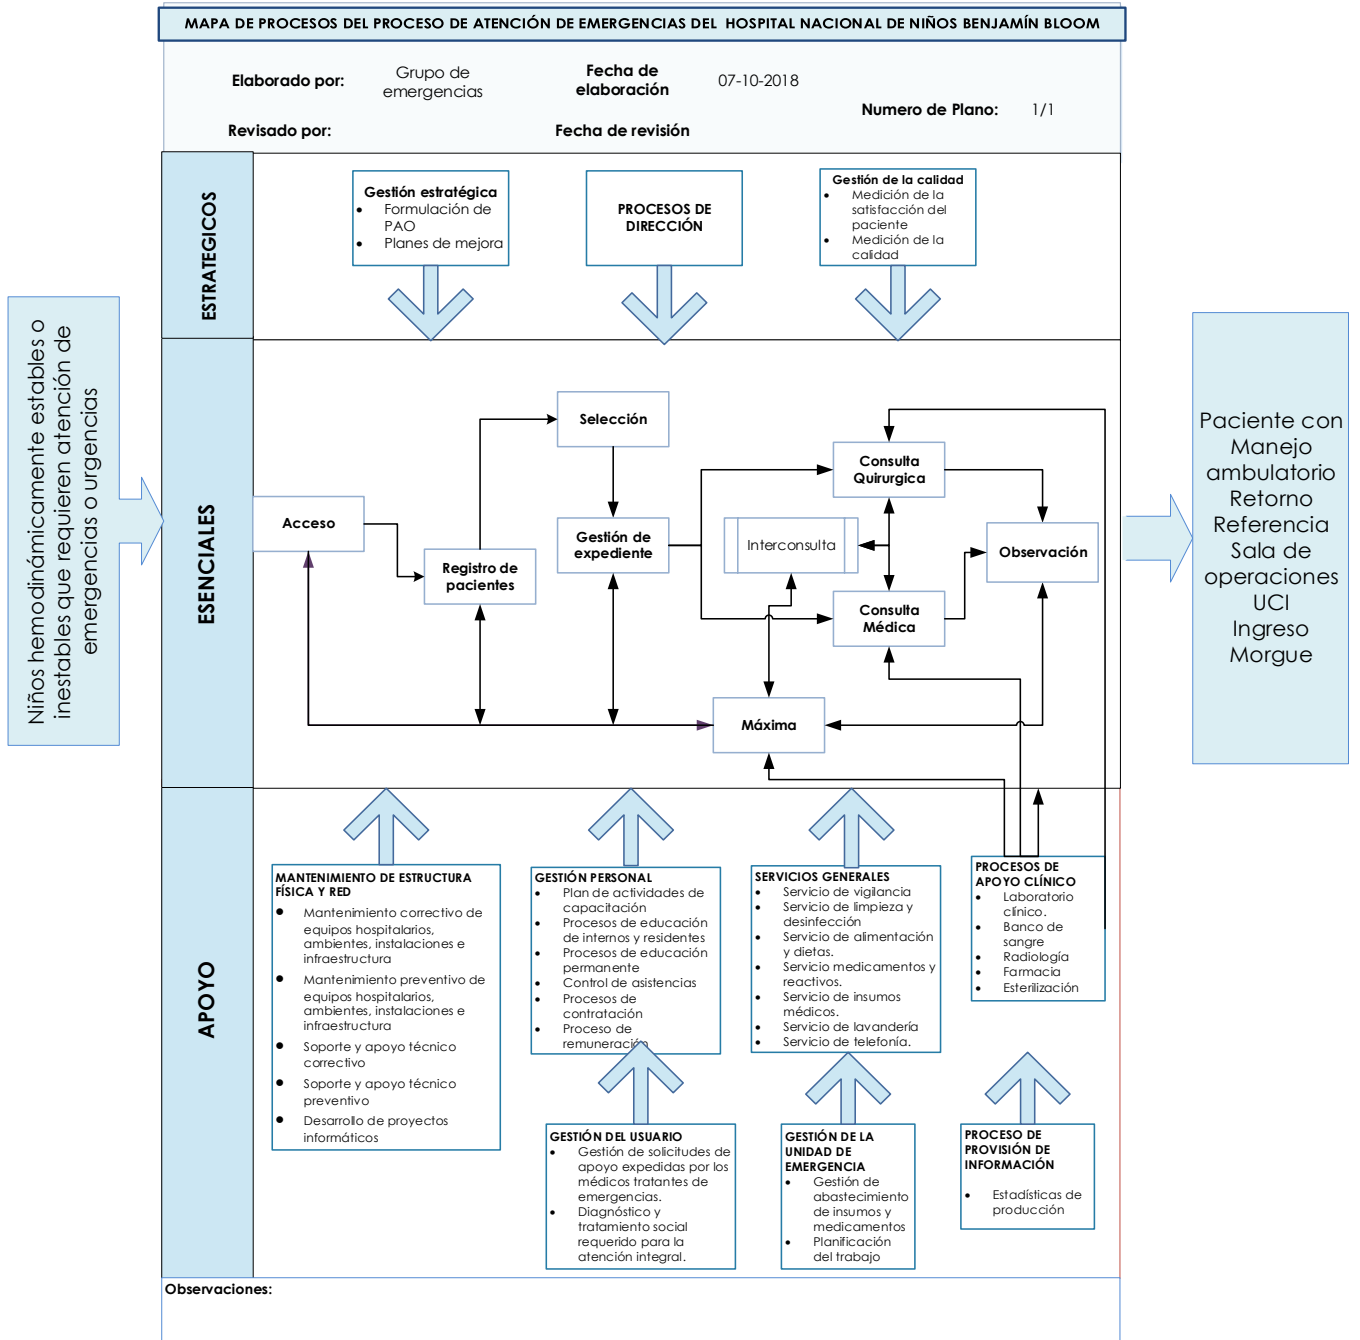 MAPA DE PROCESOS DEL PROCESO DE ATENCIÓN DE EMERGENCIAS DEL HOSPITAL NACIONAL DE NIÑOS BENJAMÍN BLOOM
Elaborado por:
Grupo de
emergencias
Fecha de
elaboración
07-10-2018
Numero de Plano:
1/1
Revisado por:
Fecha de revisión
ESTRATEGICOS
Gestión estratégica
• Formulación de
PAO
• Planes de mejora
PROCESOS DE
DIRECCIÓN
Gestión de la calidad
• Medición de la
satisfacción del
paciente
• Medición de la
calidad
Niños hemodinámicamente estables o
inestables que requieren atención de
emergencias o urgencias
ESENCIALES
Acceso
Registro de
pacientes
Selección
Gestión de
expediente
Consulta
Quirurgica
Interconsulta
Consulta
Médica
Observación
Máxima
Paciente con
Manejo
ambulatorio
Retorno
Referencia
Sala de
operaciones
UCI
Ingreso
Morgue
APOYO
MANTENIMIENTO DE ESTRUCTURA
FÍSICA Y RED
• Mantenimiento correctivo de
equipos hospitalarios,
ambientes, instalaciones e
infraestructura
• Mantenimiento preventivo de
equipos hospitalarios,
ambientes, instalaciones e
infraestructura
• Soporte y apoyo técnico
correctivo
• Soporte y apoyo técnico
preventivo
• Desarrollo de proyectos
informáticos
GESTIÓN PERSONAL
• Plan de actividades de
capacitación
• Procesos de educación
de internos y residentes
• Procesos de educación
permanente
• Control de asistencias
• Procesos de
contratación
• Proceso de
remuneración
SERVICIOS GENERALES
• Servicio de vigilancia
• Servicio de limpieza y
desinfección
• Servicio de alimentación
y dietas.
• Servicio medicamentos y
reactivos.
• Servicio de insumos
médicos.
• Servicio de lavandería
• Servicio de telefonía.
PROCESOS DE
APOYO CLÍNICO
• Laboratorio
clínico.
• Banco de
sangre
• Radiología
• Farmacia
• Esterilización
GESTIÓN DEL USUARIO
• Gestión de solicitudes de
apoyo expedidas por los
médicos tratantes de
emergencias.
• Diagnóstico y
tratamiento social
requerido para la
atención integral.
GESTIÓN DE LA
UNIDAD DE
EMERGENCIA
• Gestión de
abastecimiento
de insumos y
medicamentos
• Planificación
del trabajo
PROCESO DE
PROVISIÓN DE
INFORMACIÓN
• Estadísticas de
producción
Observaciones: